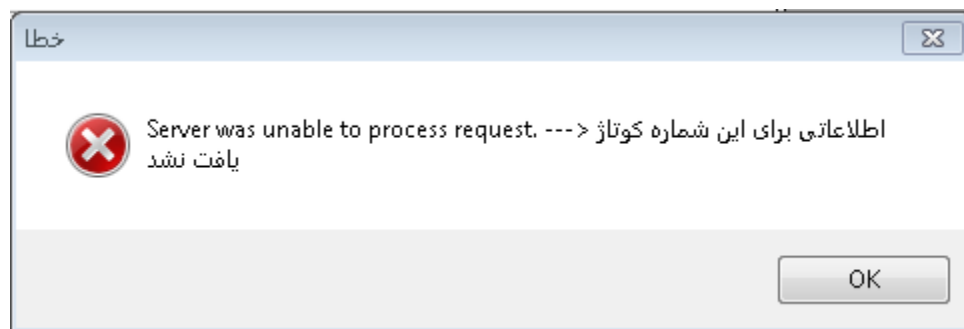 خطا
Server was unable to process request. ---> اطلاعاتی برای این شماره کوتاژ
یافت نشد
OK